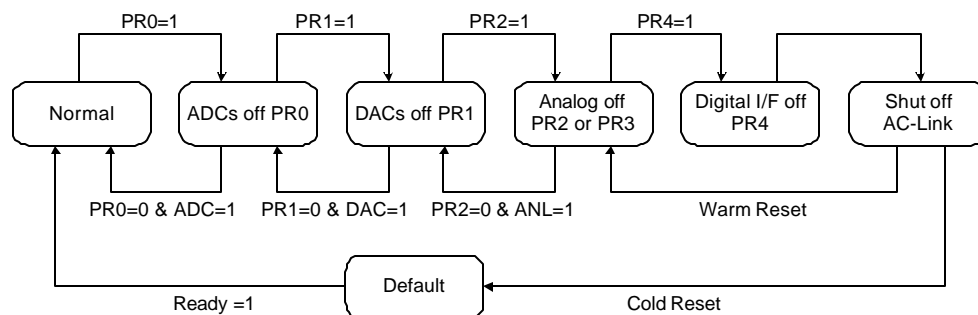 PR0=1
PR1=1
PR2=1
PR4=1
Normal
ADCs off PR0
DACs off PR1
Analog off
PR2 or PR3
Digital I/F off
PR4
Shut off
AC-Link
PR0=0 & ADC=1
PR1=0 & DAC=1
PR2=0 & ANL=1
Warm Reset
Default
Ready =1
Cold Reset